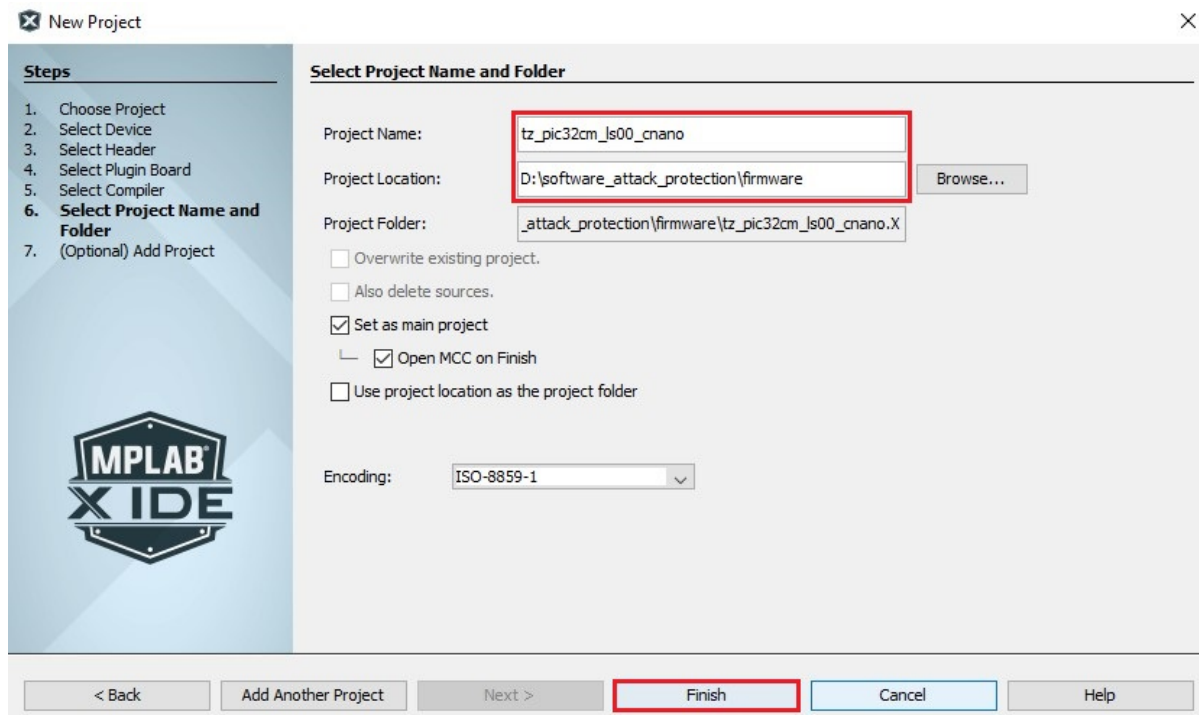 New Project
Steps
1. Choose Project
2. Select Device
3. Select Header
4. Select Plugin Board
5. Select Compiler
6. Select Project Name and
Folder
7. (Optional) Add Project
MPLAB®
X IDE
Select Project Name and Folder
Project Name: tz_pic32cm_ls00_cnano
Project Location: D:\software_attack_protection\firmware Browse...
Project Folder: _attack_protection\firmware\tz_pic32cm_ls00_cnano.X
Overwrite existing project.
Also delete sources.
Set as main project
Open MCC on Finish
Use project location as the project folder
Encoding: ISO-8859-1
< Back Add Another Project Next > Finish Cancel Help